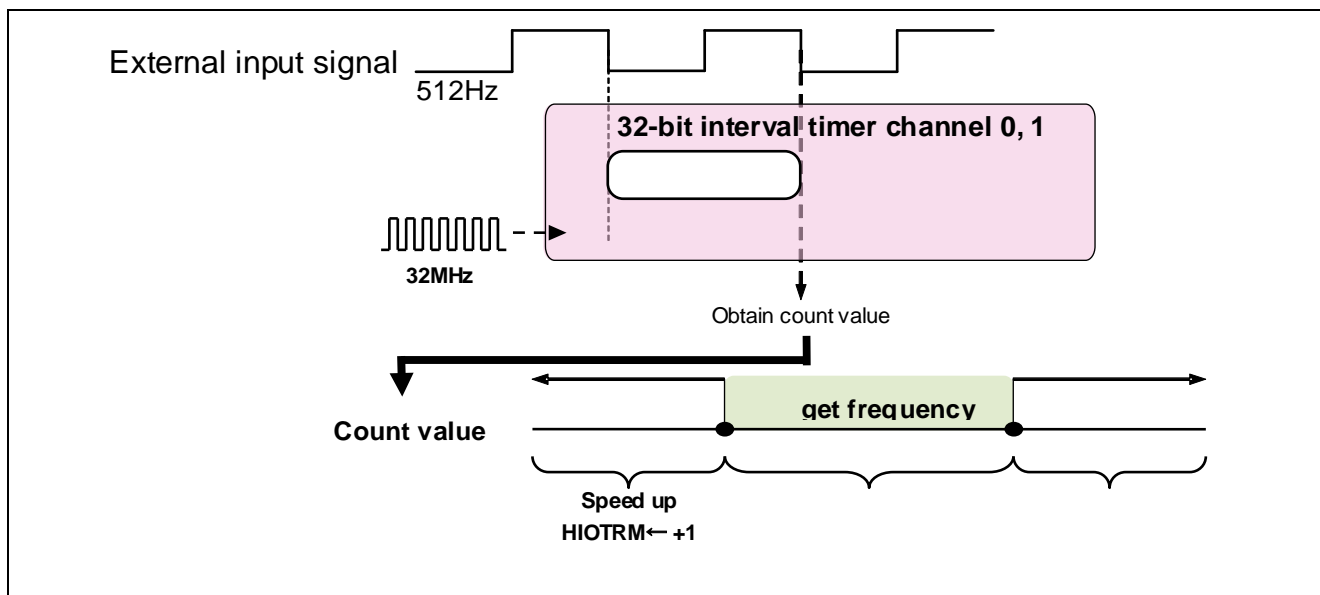 External input signal
512Hz
32-bit interval timer channel 0, 1
32MHz
Obtain count value
get frequency
Count value
Speed up
HIOTRM← +1